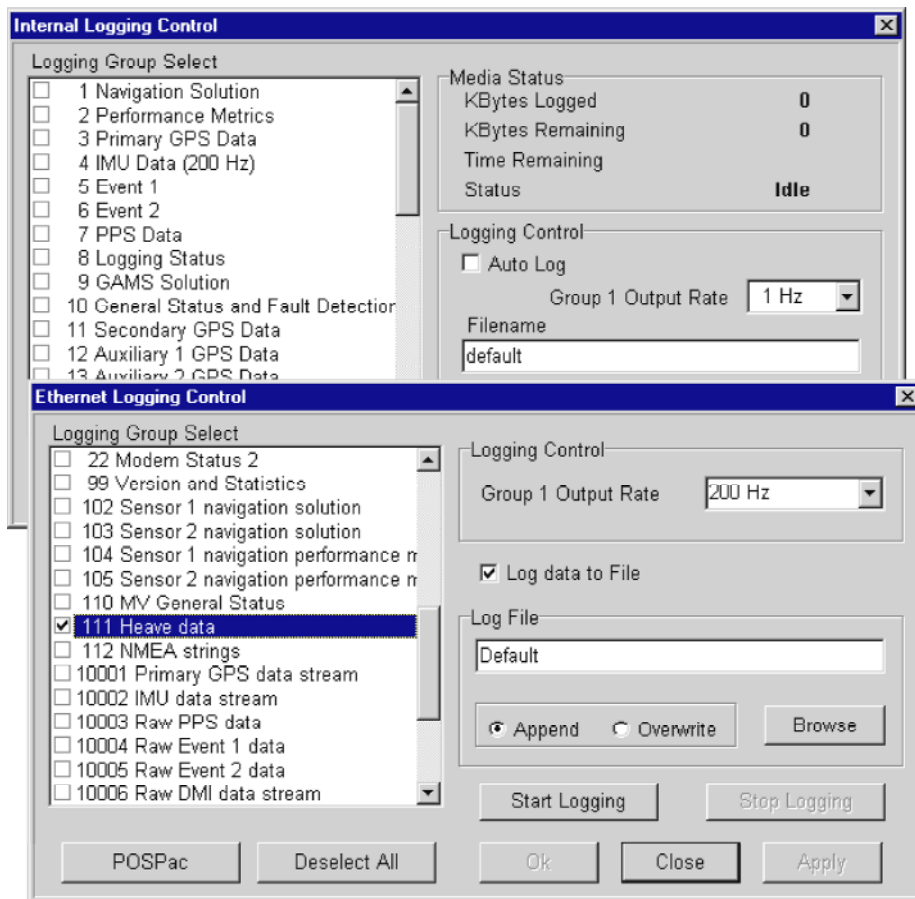 Internal Logging Control
Logging Group Select
1 Navigation Solution
2 Performance Metrics
3 Primary GPS Data
4 IMU Data (200 Hz)
5 Event 1
6 Event 2
7 PPS Data
8 Logging Status
9 GAMS Solution
10 General Status and Fault Detection
11 Secondary GPS Data
12 Auxiliary 1 GPS Data
13 Auxiliary 2 GPS Data
Media Status
KBytes Logged 0
KBytes Remaining 0
Time Remaining
Status Idle
Logging Control
Auto Log
Group 1 Output Rate 1 Hz
Filename
default
Ethernet Logging Control
Logging Group Select
22 Modem Status 2
99 Version and Statistics
102 Sensor 1 navigation solution
103 Sensor 2 navigation solution
104 Sensor 1 navigation performance m
105 Sensor 2 navigation performance m
110 MV General Status
111 Heave data
112 NMEA strings
10001 Primary GPS data stream
10002 IMU data stream
10003 Raw PPS data
10004 Raw Event 1 data
10005 Raw Event 2 data
10006 Raw DMI data stream
Logging Control
Group 1 Output Rate 200 Hz
Log data to File
Log File
Default
Append Overwrite Browse
Start Logging Stop Logging
POSPac Deselect All Ok Close Apply